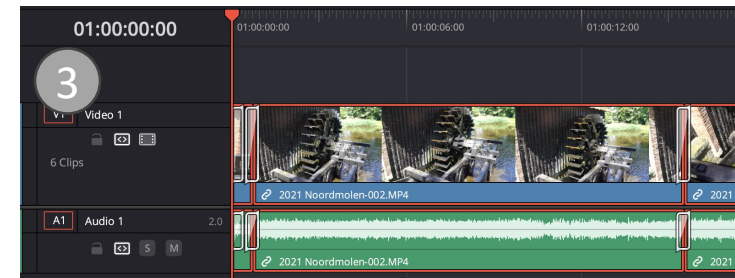 01:00:00:00
01:00:00:00 01:00:06:00 01:00:12:00
3
V1 Video 1
6 Clips
2021 Noordmolen-002.MP4 2021
A1 Audio 1 2.0
S M
2021 Noordmolen-002.MP4 2021